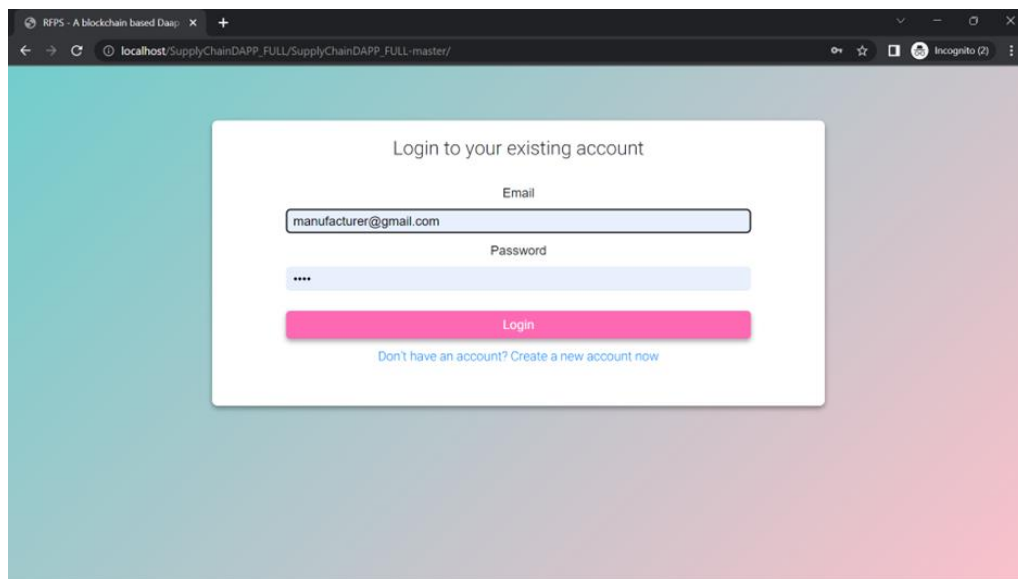 RFPS - A blockchain based Daap
localhost/SupplyChainDAPP_FULL/SupplyChainDAPP_FULL-master/
Incognito (2)
Login to your existing account
Email
manufacturer@gmail.com
Password
••••
Login
Don't have an account? Create a new account now